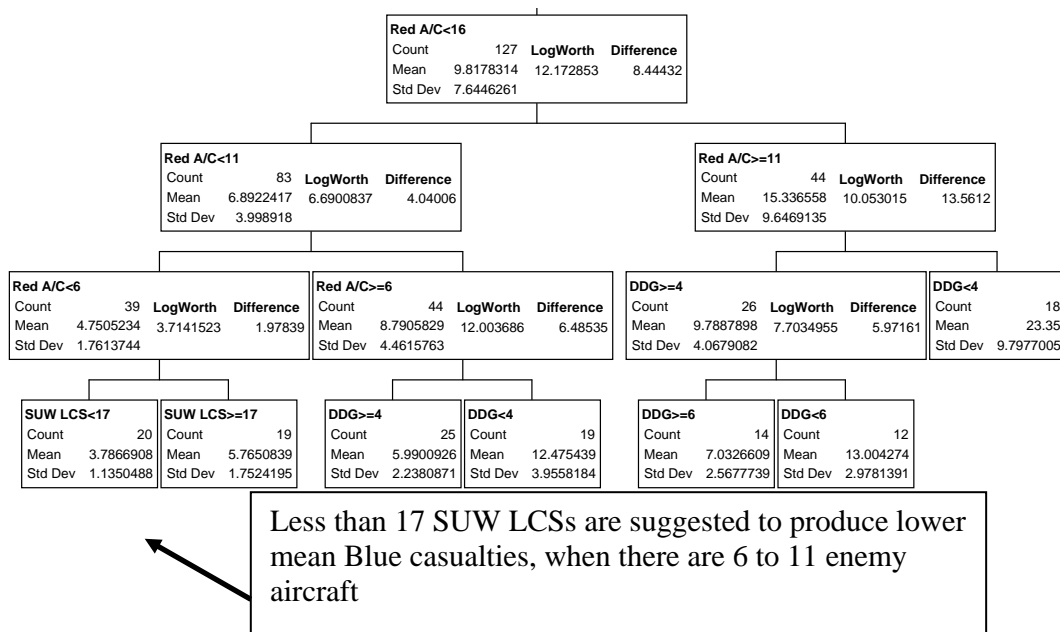 Red A/C<16
Count 127 LogWorth Difference
Mean 9.8178314 12.172853 8.44432
Std Dev 7.6446261
Red A/C<11
Count 83 LogWorth Difference
Mean 6.8922417 6.6900837 4.04006
Std Dev 3.998918
Red A/C>=11
Count 44 LogWorth Difference
Mean 15.336558 10.053015 13.5612
Std Dev 9.6469135
Red A/C<6
Count 39 LogWorth Difference
Mean 4.7505234 3.7141523 1.97839
Std Dev 1.7613744
Red A/C>=6
Count 44 LogWorth Difference
Mean 8.7905829 12.003686 6.48535
Std Dev 4.4615763
DDG>=4
Count 26 LogWorth Difference
Mean 9.7887898 7.7034955 5.97161
Std Dev 4.0679082
DDG<4
Count 18
Mean 23.35
Std Dev 9.7977005
SUW LCS<17
Count 20
Mean 3.7866908
Std Dev 1.1350488
SUW LCS>=17
Count 19
Mean 5.7650839
Std Dev 1.7524195
DDG>=4
Count 25
Mean 5.9900926
Std Dev 2.2380871
DDG<4
Count 19
Mean 12.475439
Std Dev 3.9558184
DDG>=6
Count 14
Mean 7.0326609
Std Dev 2.5677739
DDG<6
Count 12
Mean 13.004274
Std Dev 2.9781391
Less than 17 SUW LCSs are suggested to produce lower
mean Blue casualties, when there are 6 to 11 enemy
aircraft